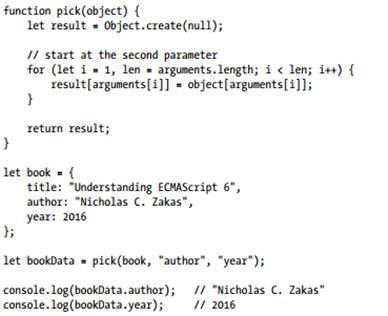 function pick(object) {
    let result = Object.create(null);

    // start at the second parameter
    for (let i = 1, len = arguments.length; i < len; i++) {
        result[arguments[i]] = object[arguments[i]];
    }

    return result;
}

let book = {
    title: "Understanding ECMAScript 6",
    author: "Nicholas C. Zakas",
    year: 2016
};

let bookData = pick(book, "author", "year");

console.log(bookData.author);   // "Nicholas C. Zakas"
console.log(bookData.year);     // 2016